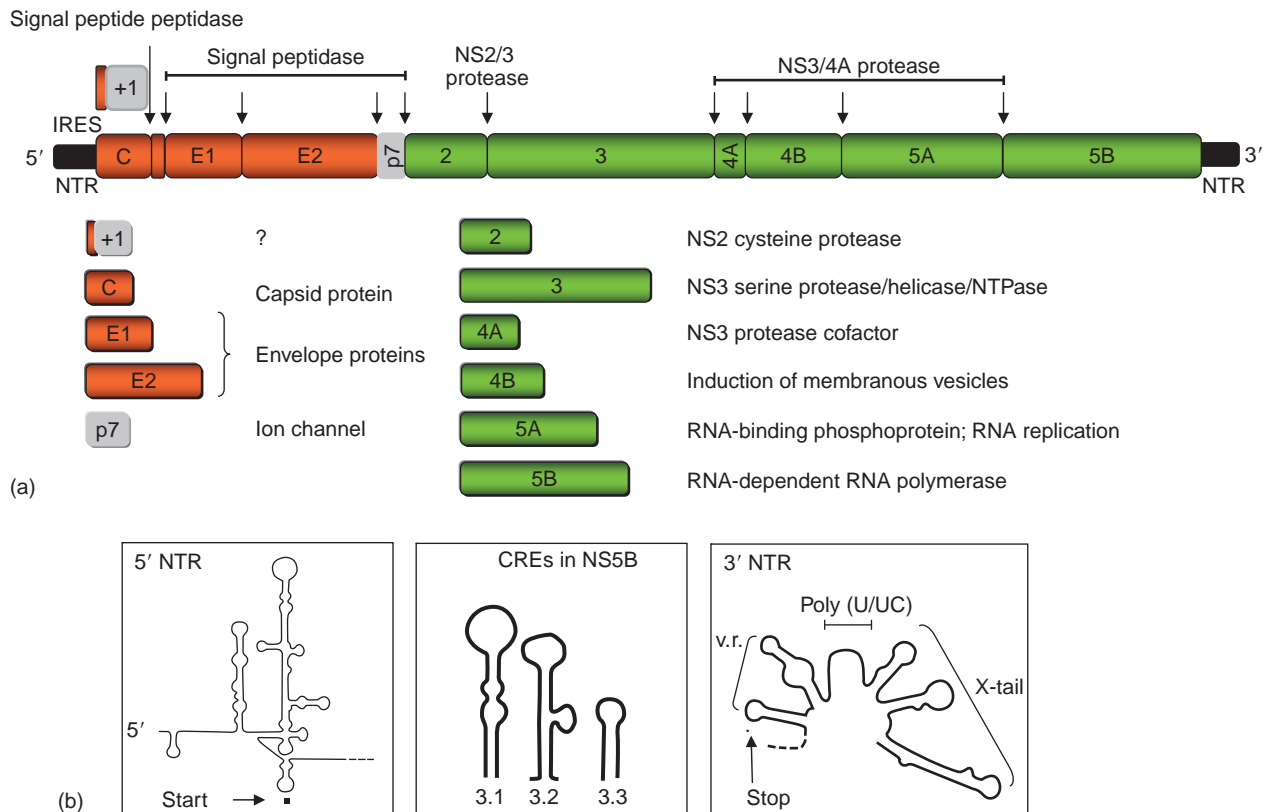 Signal peptide peptidase
Signal peptidase
NS2/3
protease
NS3/4A protease
+1
IRES
5′ C E1 E2 p7 2 3 4A 4B 5A 5B 3′
NTR NTR
+1 ? 2 NS2 cysteine protease
C Capsid protein 3 NS3 serine protease/helicase/NTPase
E1 4A NS3 protease cofactor
Envelope proteins
E2 4B Induction of membranous vesicles
p7 Ion channel 5A RNA-binding phosphoprotein; RNA replication
5B RNA-dependent RNA polymerase
(a)
5′ NTR
5′
Start
CREs in NS5B
3.1 3.2 3.3
3′ NTR
Poly (U/UC)
v.r.
X-tail
Stop
(b)